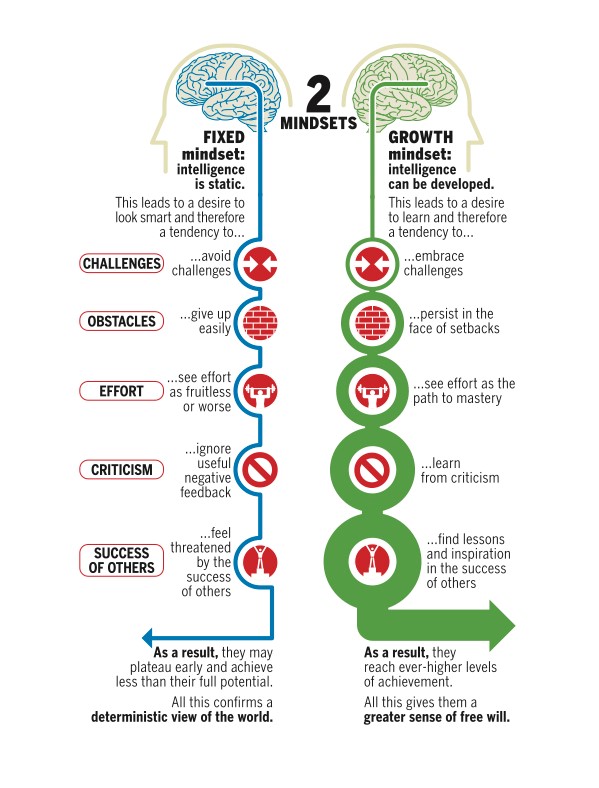 2
MINDSETS
FIXED
mindset:
intelligence
is static.
This leads to a desire to
look smart and therefore
a tendency to...
GROWTH
mindset:
intelligence
can be developed.
This leads to a desire
to learn and therefore
a tendency to...
CHALLENGES
...avoid
challenges
...embrace
challenges
OBSTACLES
...give up
easily
...persist in the
face of setbacks
EFFORT
...see effort
as fruitless
or worse
...see effort as the
path to mastery
CRITICISM
...ignore
useful
negative
feedback
...learn
from criticism
SUCCESS
OF OTHERS
...feel
threatened
by the
success
of others
...find lessons
and inspiration
in the success
of others
As a result, they may
plateau early and achieve
less than their full potential.
All this confirms a
deterministic view of the world.
As a result, they
reach ever-higher levels
of achievement.
All this gives them a
greater sense of free will.